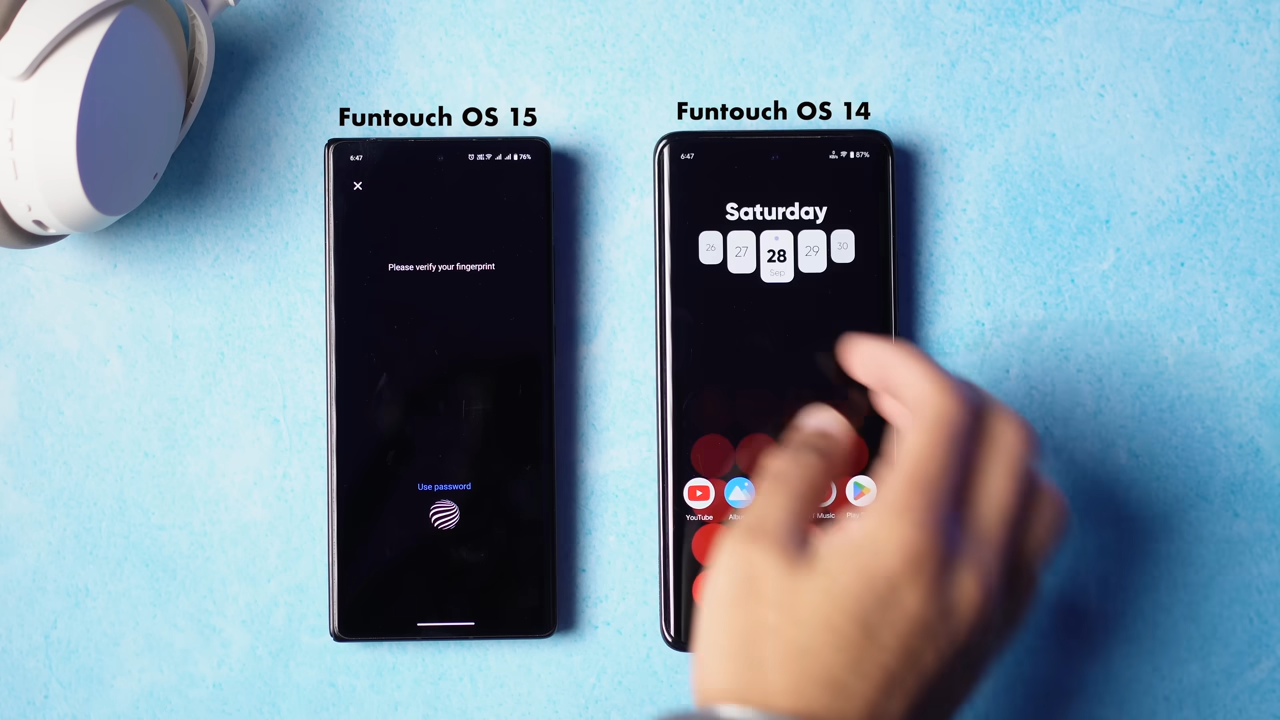 Funtouch OS 15
Funtouch OS 14
6:47
76%
Please verify your fingerprint
Use password
6:47
87%
Saturday
26
27
28
29
30
Sep
YouTube
Music